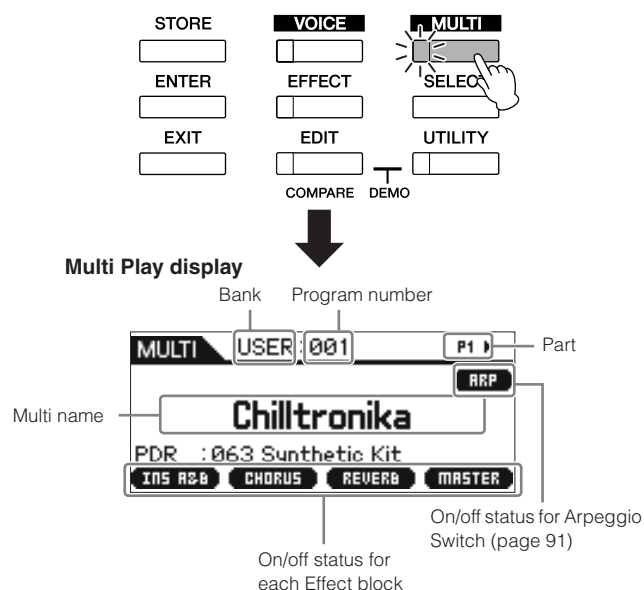 STORE VOICE MULTI
ENTER EFFECT SELECT
EXIT EDIT UTILITY
COMPARE DEMO
Multi Play display
Bank Program number
MULTI USER : 001 P1
Part
ARP
Multi name
Chilltronika
PDR :063 Synthetic Kit
INS A&B CHORUS REVERB MASTER
On/off status for Arpeggio
Switch (page 91)
On/off status for
each Effect block